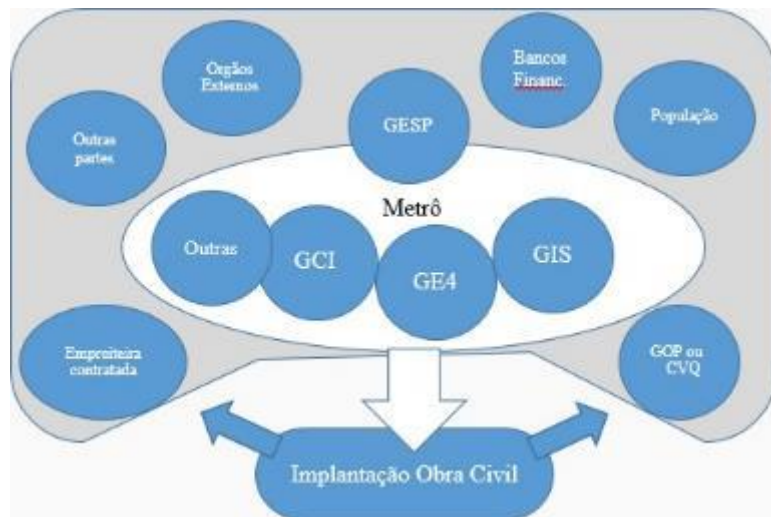 Orgãos
Externos
Bancos
Financ.
GESP
População
Outras
partes
Metrô
Outras
GCI
GE4
GIS
Empreiteira
contratada
GOP ou
CVQ
Implantação Obra Civil